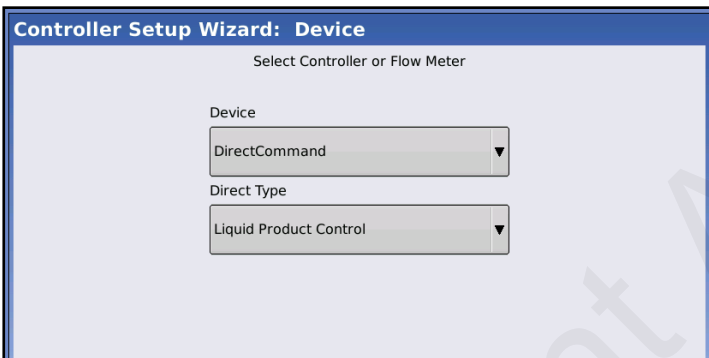 Controller Setup Wizard: Device
Select Controller or Flow Meter
Device
DirectCommand
Direct Type
Liquid Product Control